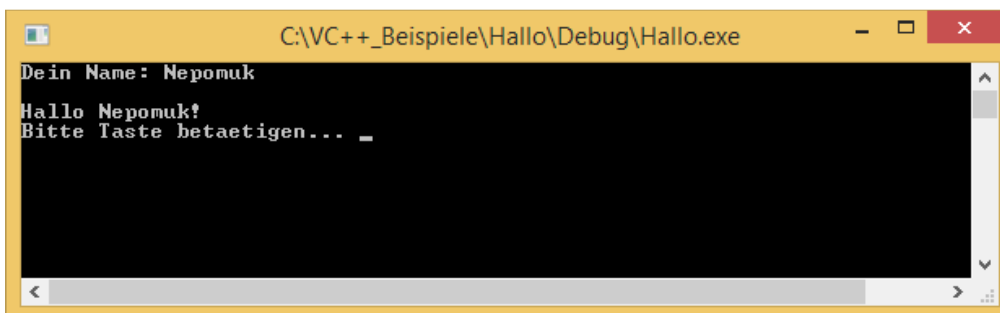 C:\VC++_Beispiele\Hallo\Debug\Hallo.exe
Dein Name: Nepomuk
Hallo Nepomuk!
Bitte Taste betaetigen... _